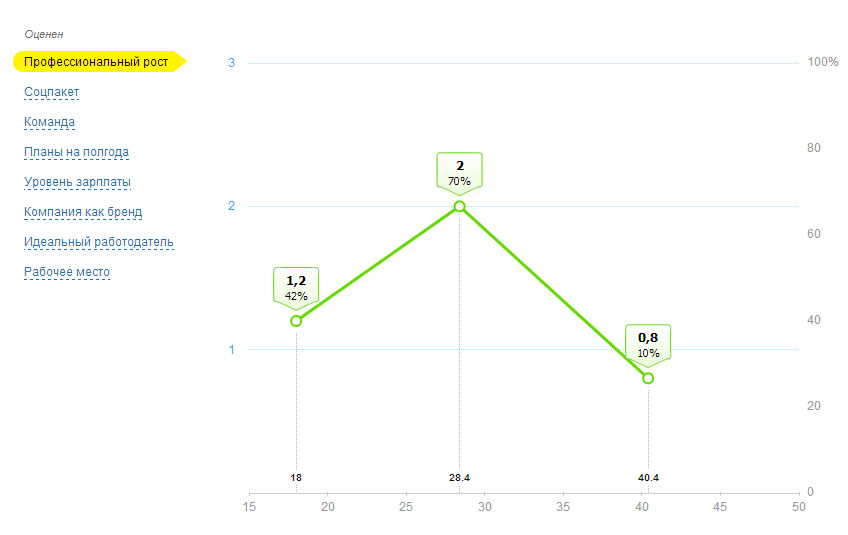 Оценен
Профессиональный рост
Соцпакет
Команда
Планы на полгода
Уровень зарплаты
Компания как бренд
Идеальный работодатель
Рабочее место
3
2
1
100%
80
60
40
20
0
2
70%
1,2
42%
0,8
10%
18
28.4
40.4
15
20
25
30
35
40
45
50